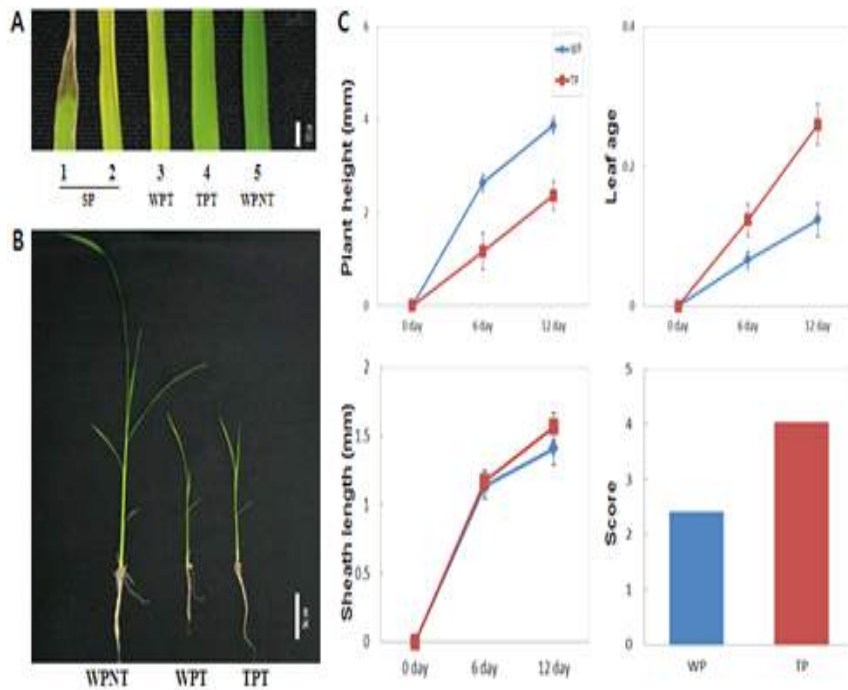 A
1 2 3 4 5
SP WPT TPT WPNT
B
WPNT WPT TPT
C
Plant height (mm)
6
4
2
0
0 day 6 day 12 day
WP
TP
Leaf age
0.4
0.2
0
0 day 6 day 12 day
Sheath length (mm)
2
1.5
1
0.5
0
0 day 6 day 12 day
Score
5
4
3
2
1
0
WP TP